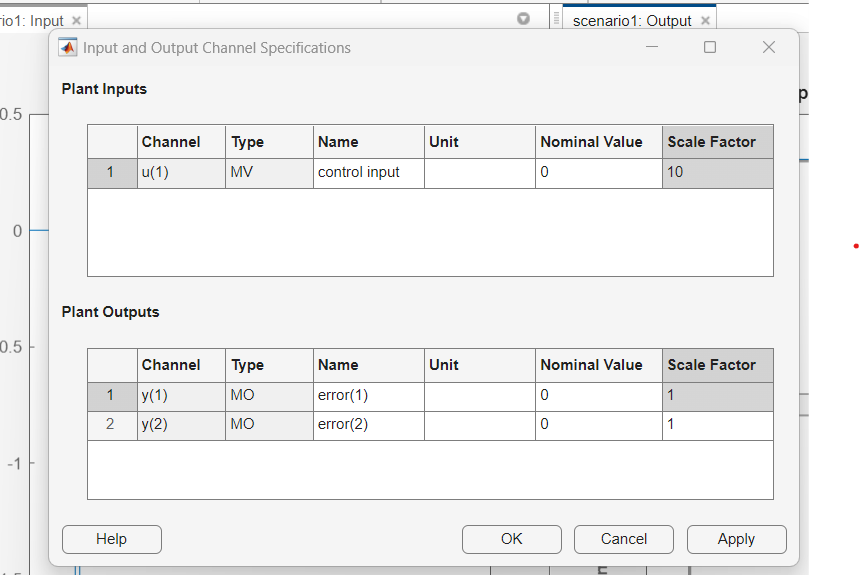 io1: Input ×
scenario1: Output ×
Input and Output Channel Specifications
Plant Inputs
Channel Type Name Unit Nominal Value Scale Factor
1 u(1) MV control input 0 10
Plant Outputs
Channel Type Name Unit Nominal Value Scale Factor
1 y(1) MO error(1) 0 1
2 y(2) MO error(2) 0 1
Help OK Cancel Apply
0.5
0
0.5
-1